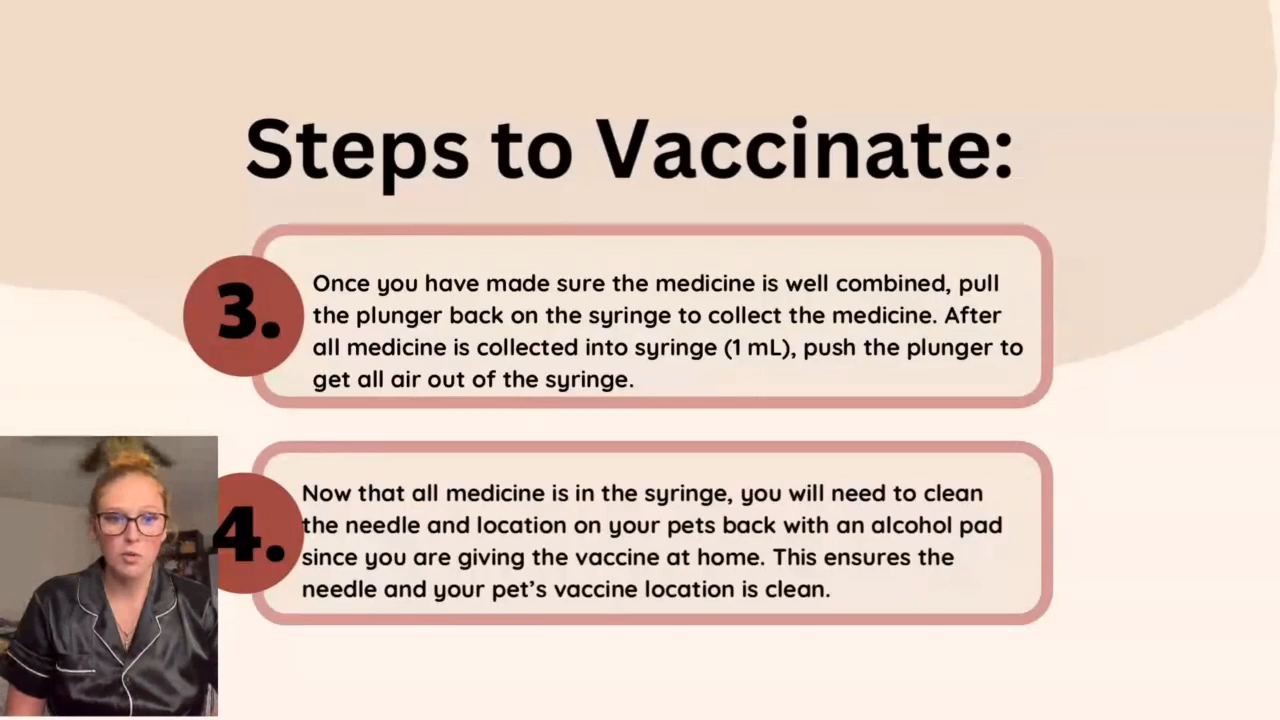 Steps to Vaccinate:
3.
Once you have made sure the medicine is well combined, pull
the plunger back on the syringe to collect the medicine. After
all medicine is collected into syringe (1 mL), push the plunger to
get all air out of the syringe.
4.
Now that all medicine is in the syringe, you will need to clean
the needle and location on your pets back with an alcohol pad
since you are giving the vaccine at home. This ensures the
needle and your pet's vaccine location is clean.